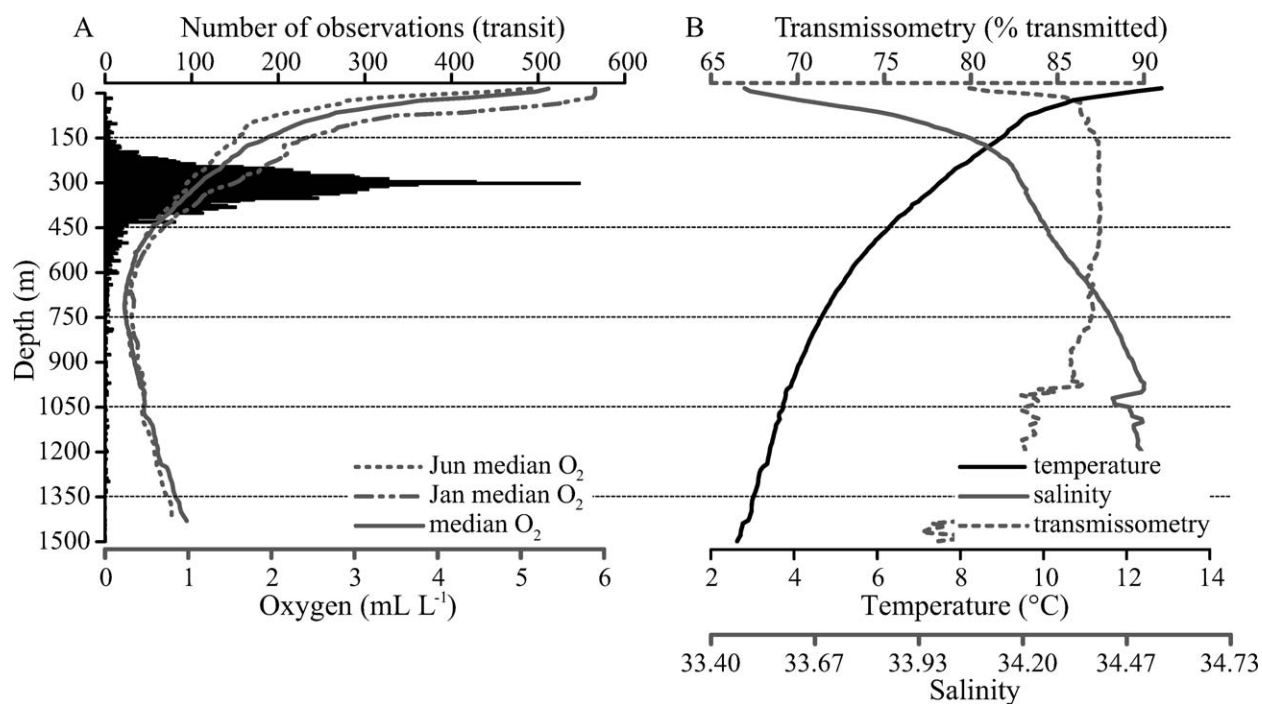 A Number of observations (transit)
0 100 200 300 400 500 600
Depth (m)
0
150
300
450
600
750
900
1050
1200
1350
1500
Jun median O₂
Jan median O₂
median O₂
0 1 2 3 4 5 6
Oxygen (mL L⁻¹)
B Transmissometry (% transmitted)
65 70 75 80 85 90
temperature
salinity
transmissometry
2 4 6 8 10 12 14
Temperature (°C)
33.40 33.67 33.93 34.20 34.47 34.73
Salinity